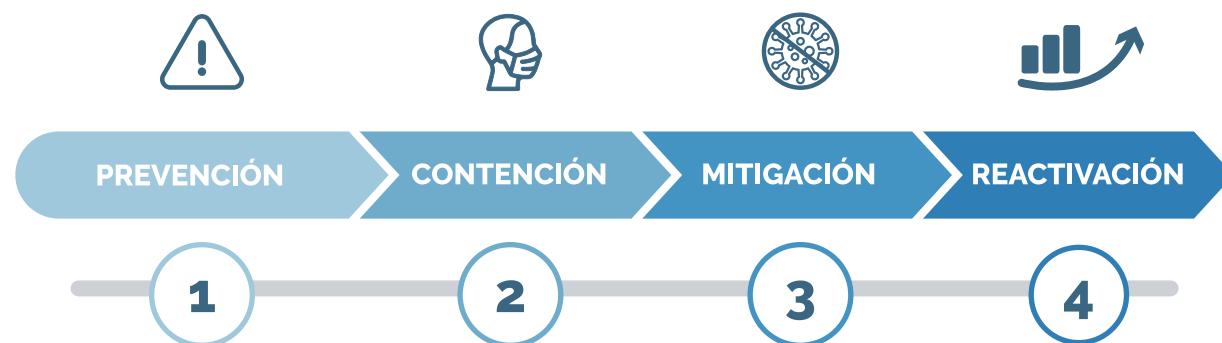 PREVENCIÓN
CONTENCIÓN
MITIGACIÓN
REACTIVACIÓN
1
2
3
4